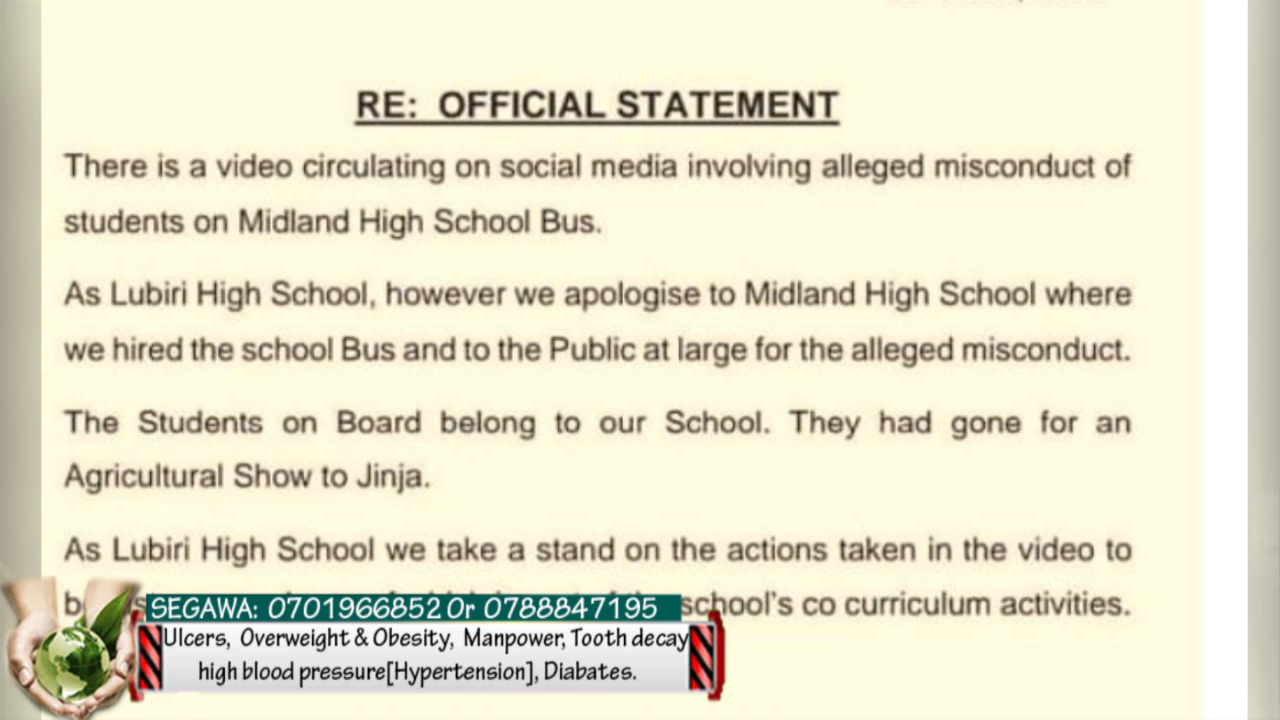 RE: OFFICIAL STATEMENT
There is a video circulating on social media involving alleged misconduct of
students on Midland High School Bus.
As Lubiri High School, however we apologise to Midland High School where
we hired the school Bus and to the Public at large for the alleged misconduct.
The Students on Board belong to our School. They had gone for an
Agricultural Show to Jinja.
As Lubiri High School we take a stand on the actions taken in the video to
school's co curriculum activities.
SEGAWA: 0701966852 Or 0788847195
Ulcers, Overweight & Obesity, Manpower, Tooth decay
high blood pressure[Hypertension], Diabates.